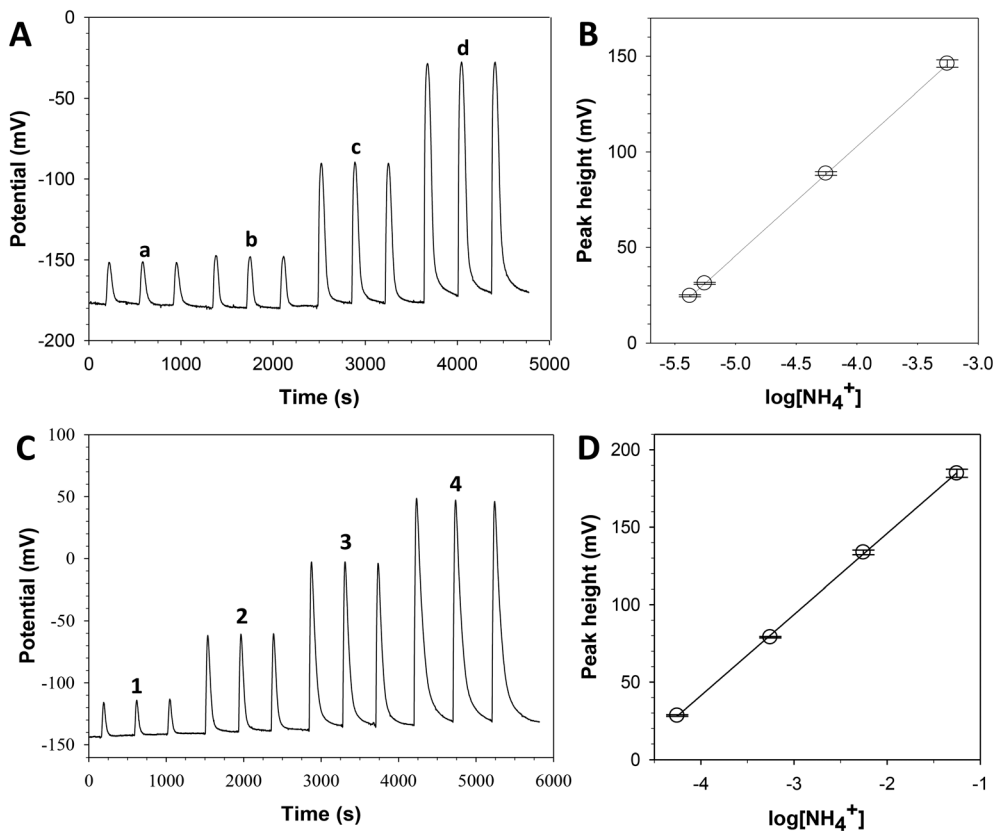 A
0
-50
-100
-150
-200
Potential (mV)
a
b
c
d
0
1000
2000
3000
4000
5000
Time (s)
B
150
100
50
0
Peak height (mV)
-5.5
-5.0
-4.5
-4.0
-3.5
-3.0
log[NH₄⁺]
C
100
50
0
-50
-100
-150
Potential (mV)
1
2
3
4
0
1000
2000
3000
4000
5000
6000
Time (s)
D
200
150
100
50
0
Peak height (mV)
-4
-3
-2
-1
log[NH₄⁺]